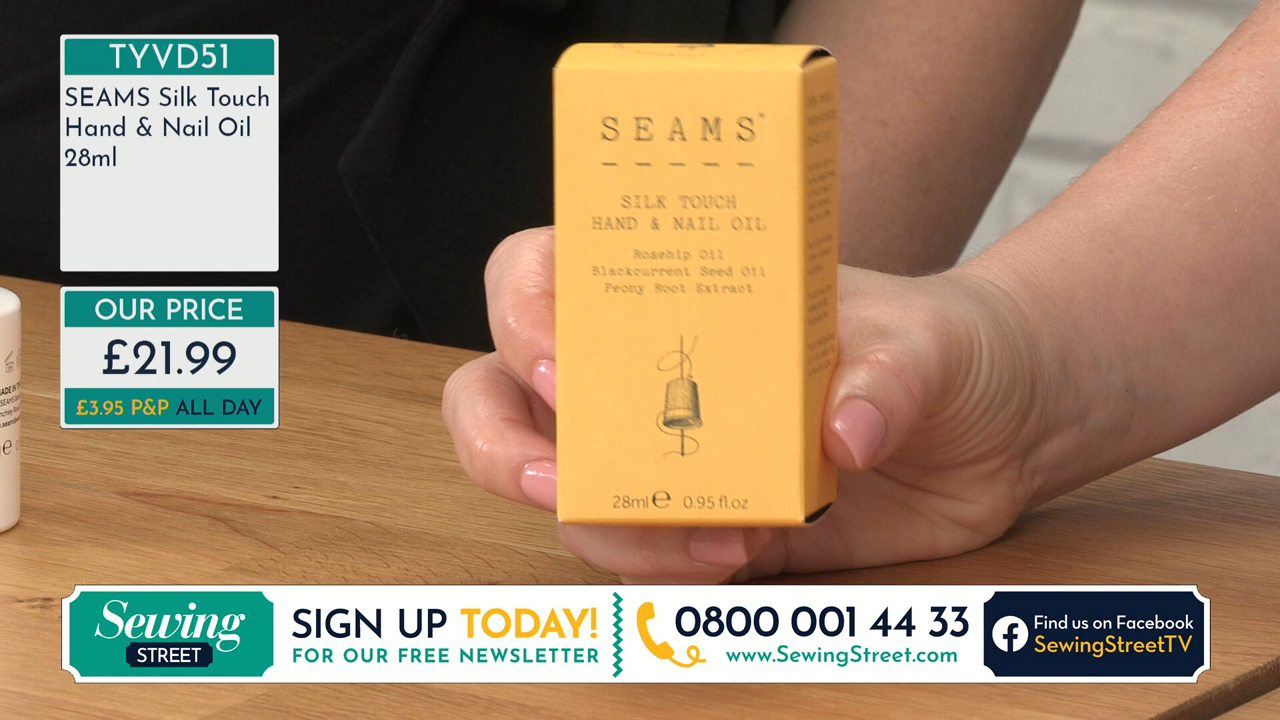 TYVD51
SEAMS Silk Touch
Hand & Nail Oil
28ml
OUR PRICE
£21.99
£3.95 P&P ALL DAY
SEAMS
SILK TOUCH
HAND & NAIL OIL
Rosehip Oil
Blackcurrent Seed Oil
Peony Root Extract
28ml℮ 0.95 fl.oz
Sewing
STREET
SIGN UP TODAY!
FOR OUR FREE NEWSLETTER
0800 001 44 33
www.SewingStreet.com
Find us on Facebook
SewingStreetTV